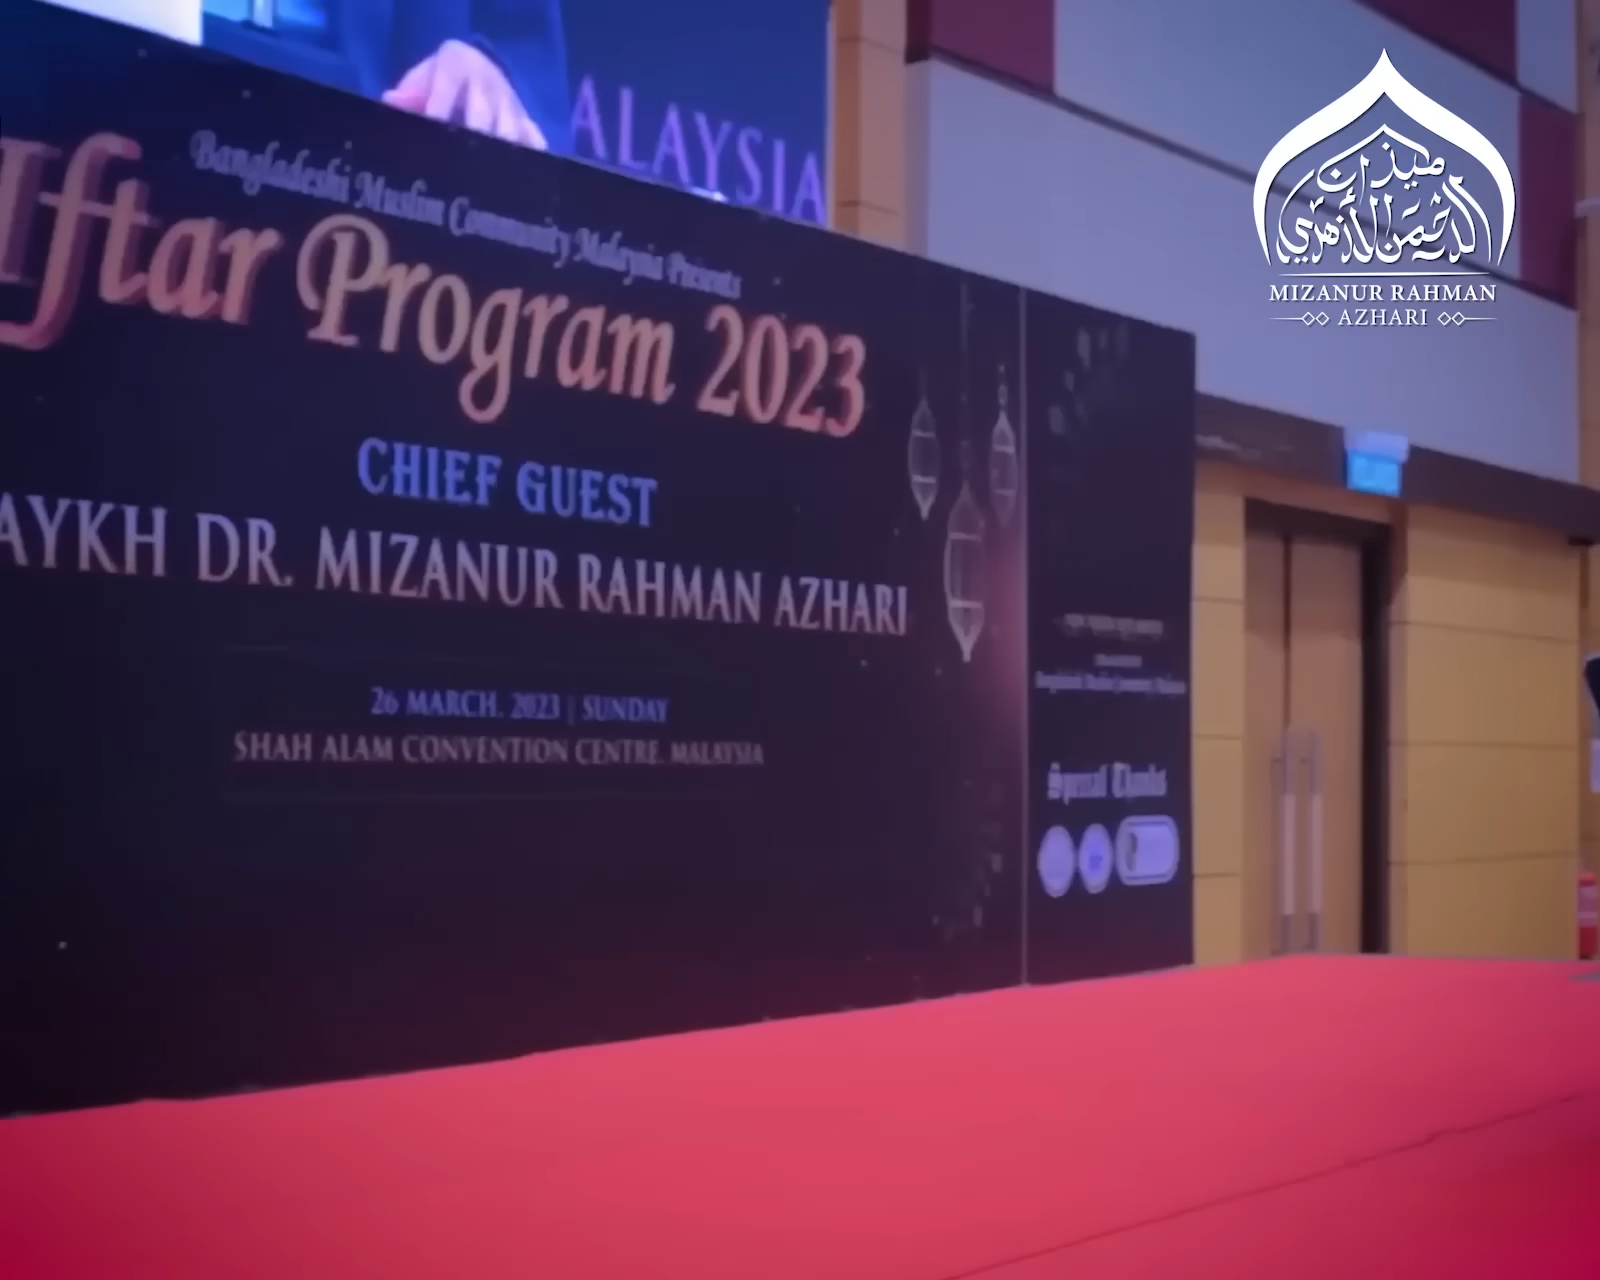 ALAYSIA
Bangladeshi Muslim Community Malaysia Presents
Iftar Program 2023
CHIEF GUEST
AYKH DR. MIZANUR RAHMAN AZHARI
26 MARCH. 2023 | SUNDAY
SHAH ALAM CONVENTION CENTRE. MALAYSIA
Special Thanks
ميزان
الرحمن الأزهري
MIZANUR RAHMAN
AZHARI